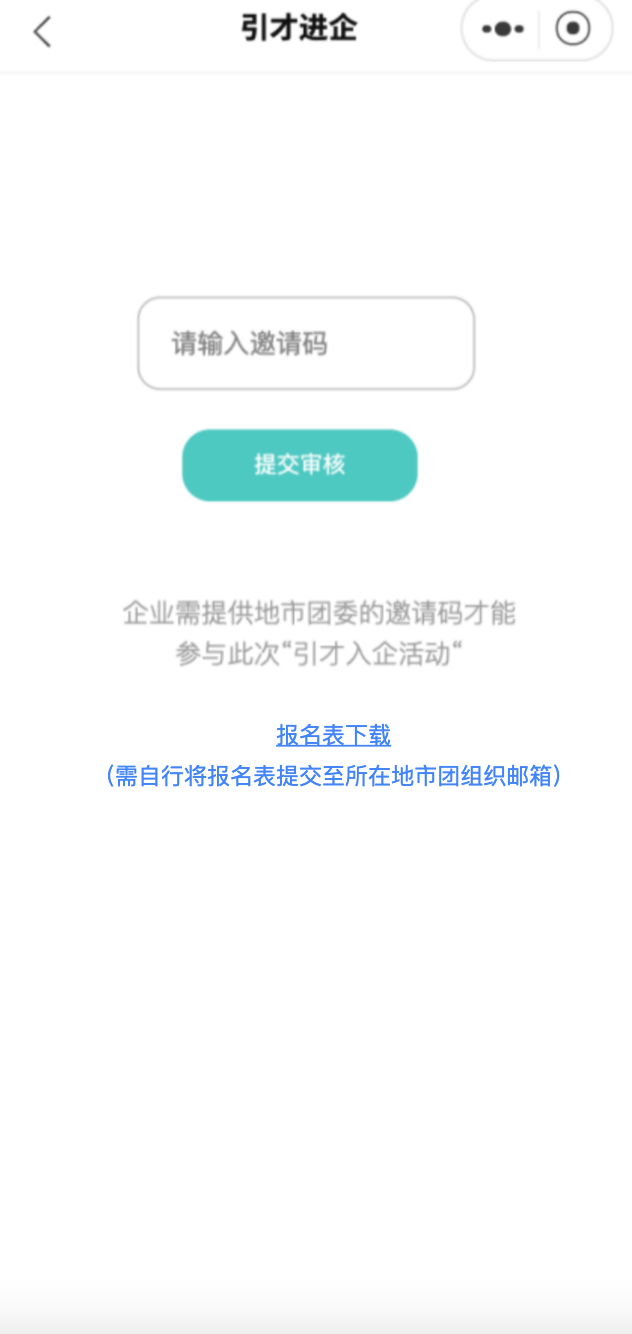 引才进企
请输入邀请码
提交审核
企业需提供地市团委的邀请码才能
参与此次“引才入企活动“
报名表下载
（需自行将报名表提交至所在地市团组织邮箱）